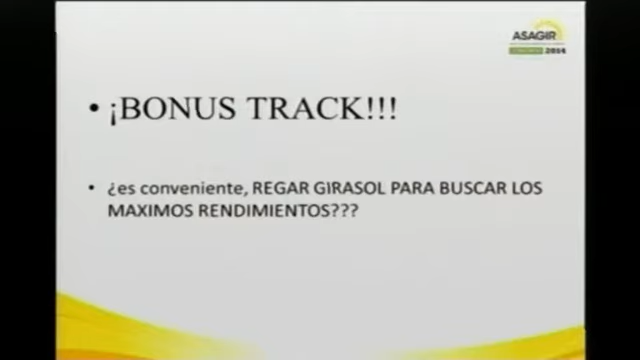 ASAGIR
2014
• ¡BONUS TRACK!!!
• ¿es conveniente, REGAR GIRASOL PARA BUSCAR LOS
MAXIMOS RENDIMIENTOS???